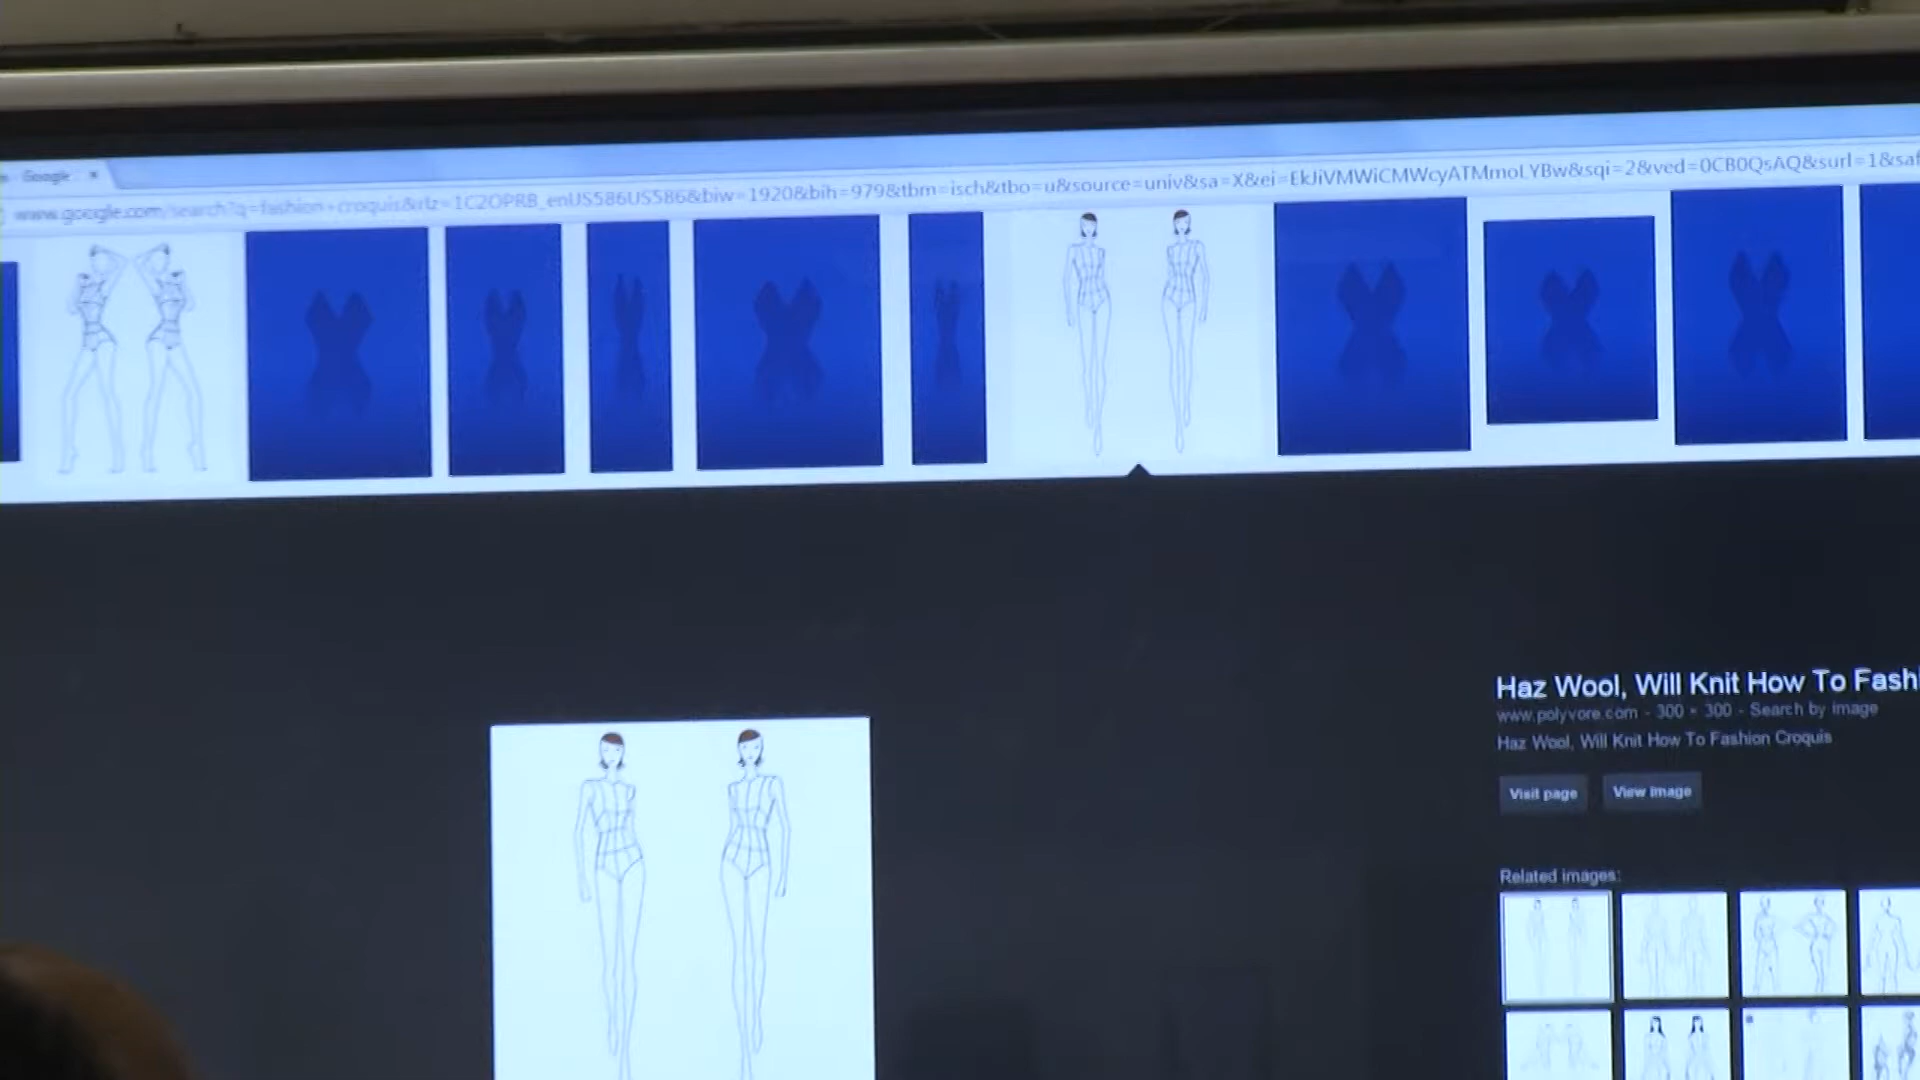 Google
www.google.com/search?q=fashion+croquis&rlz=1C2OPRB_enUS586US586&biw=1920&bih=979&tbm=isch&tbo=u&source=univ&sa=X&ei=EkJiVMWiCMWcyATMmoLYBw&sqi=2&ved=0CB0QsAQ&surl=1&saf
Haz Wool, Will Knit How To Fashi
www.polyvore.com - 300 × 300 - Search by image
Haz Wool, Will Knit How To Fashion Croquis
Visit page View image
Related images: